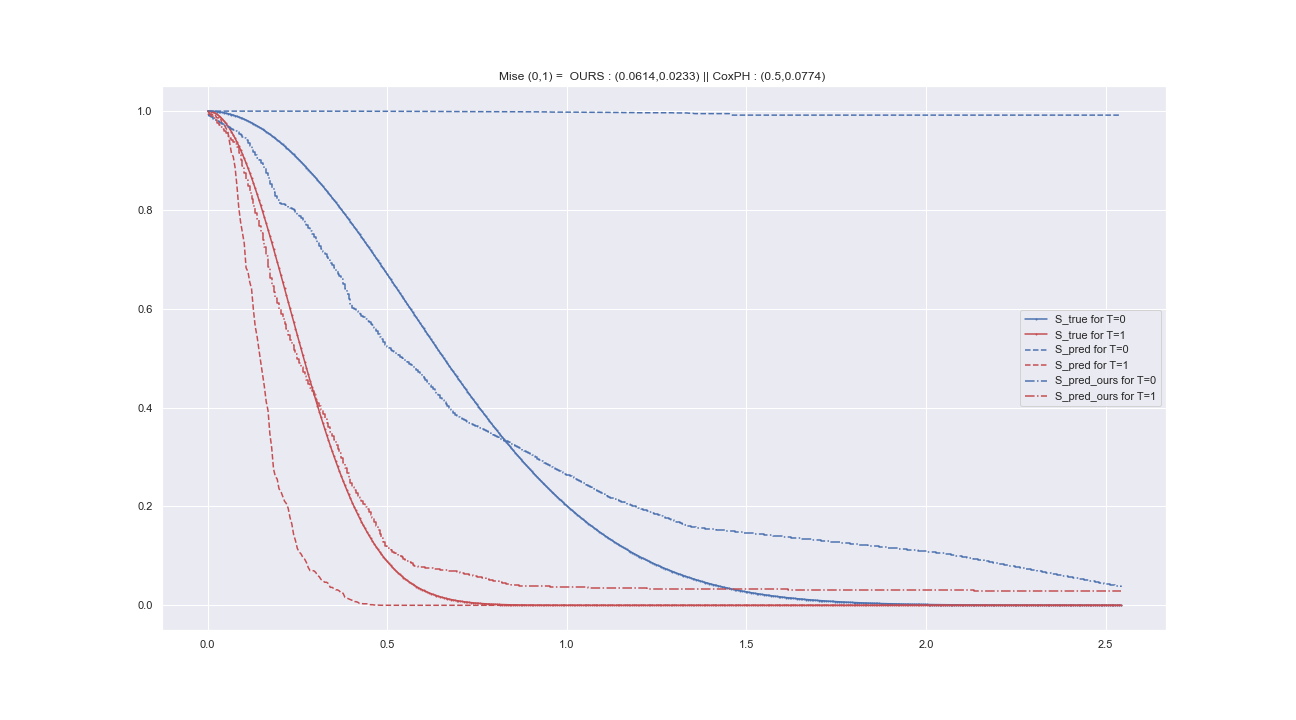 Mise (0,1) =  OURS : (0.0614,0.0233) || CoxPH : (0.5,0.0774)
1.0
0.8
0.6
0.4
0.2
0.0
S_true for T=0
S_true for T=1
S_pred for T=0
S_pred for T=1
S_pred_ours for T=0
S_pred_ours for T=1
0.0 0.5 1.0 1.5 2.0 2.5